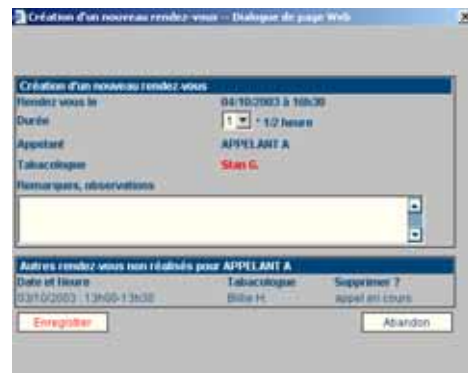 Création d'un nouveau rendez-vous -- Dialogue de page Web
Création d'un nouveau rendez-vous
Rendez vous le 04/10/2003 à 16h30
Durée 1 * 1/2 heure
Appelant APPELANT A
Tabacologue Stan G.
Remarques, observations
Autres rendez-vous non réalisés pour APPELANT A
Date et Heure Tabacologue Supprimer ?
03/10/2003 : 13h00-13h30 Billie H. appel en cours
Enregistrer Abandon